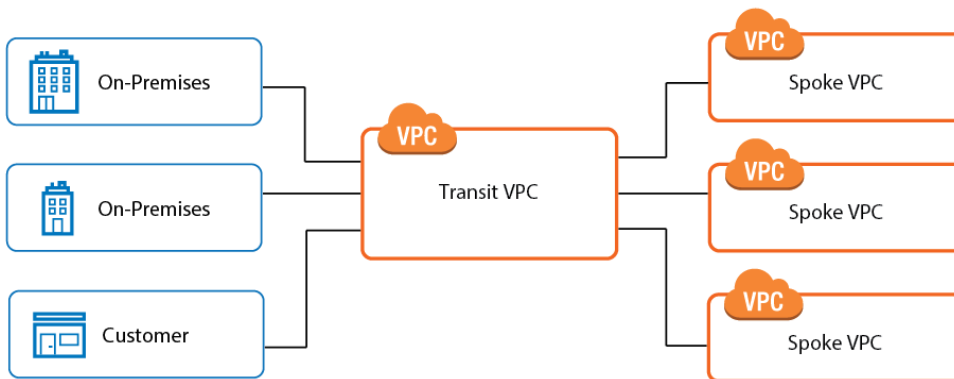 On-Premises
On-Premises
Customer
VPC
Transit VPC
VPC
Spoke VPC
VPC
Spoke VPC
VPC
Spoke VPC